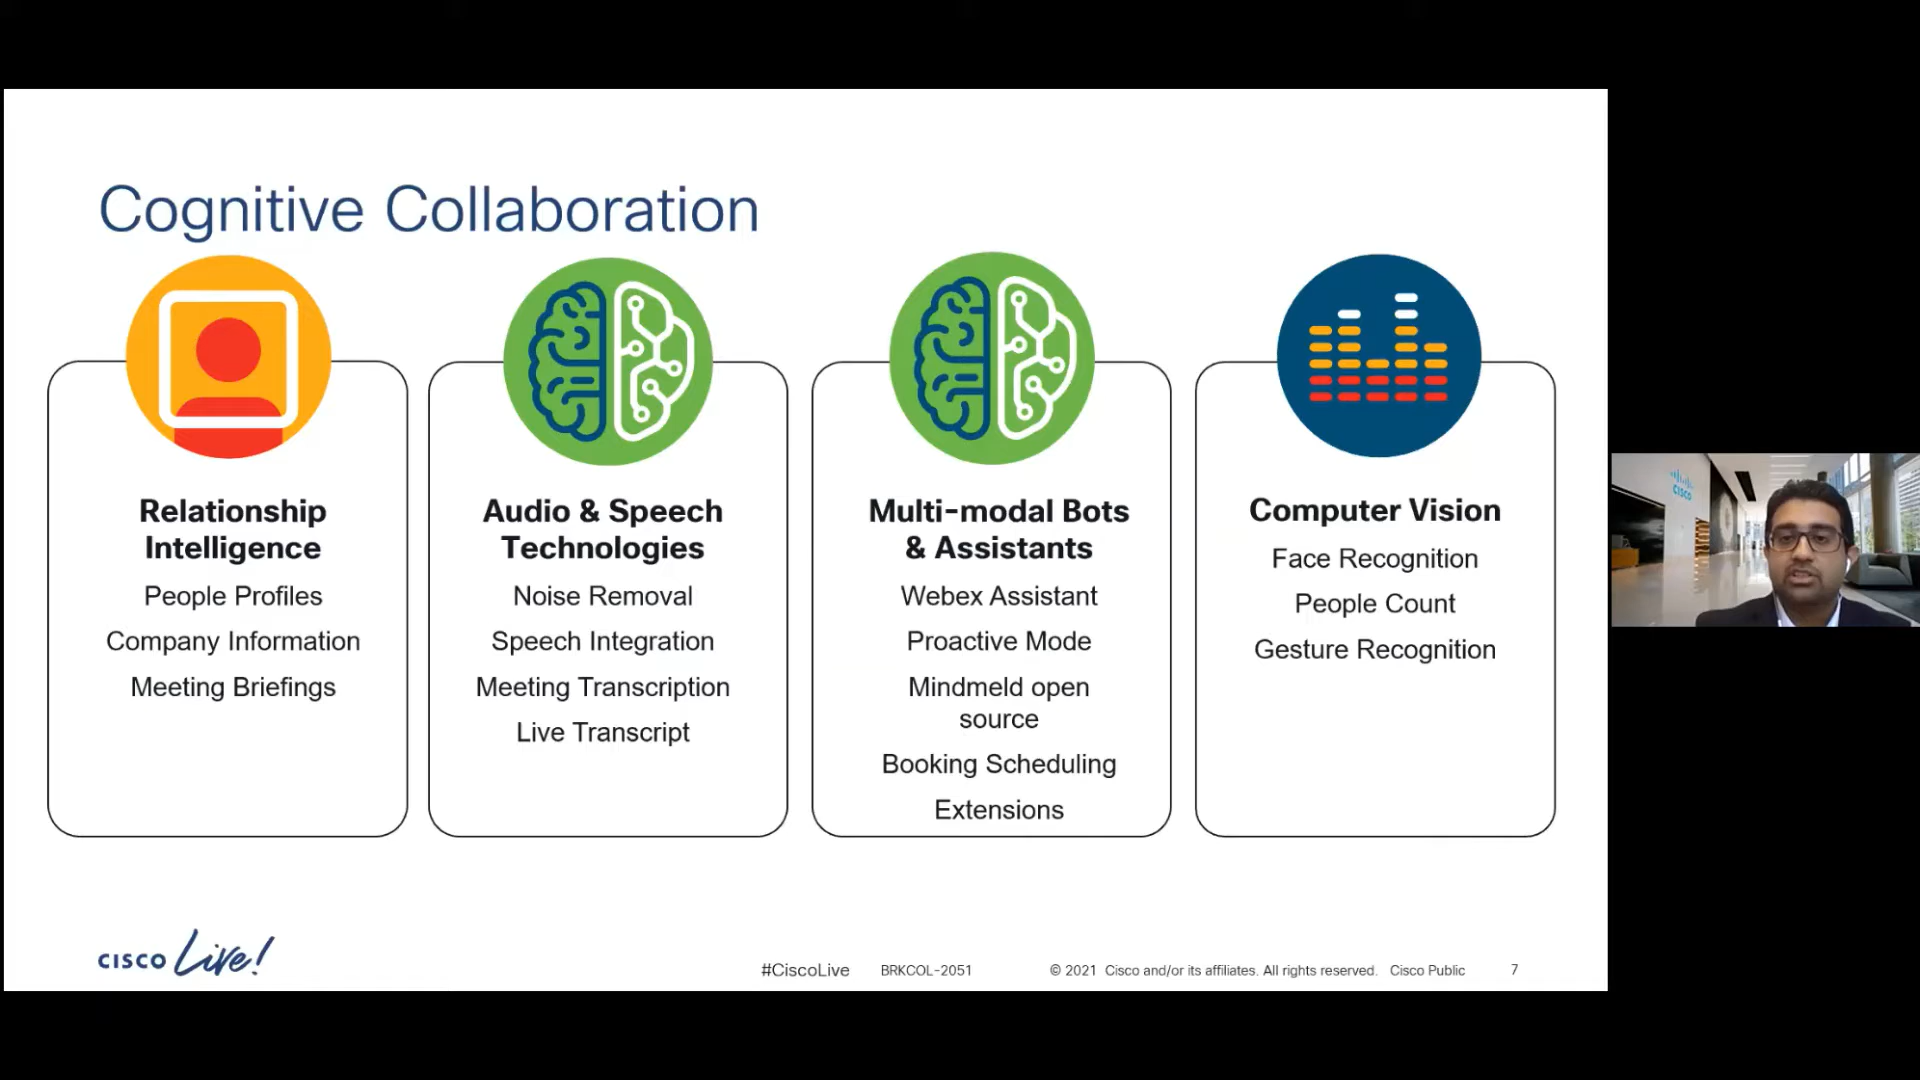 Cognitive Collaboration
Relationship
Intelligence
People Profiles
Company Information
Meeting Briefings
Audio & Speech
Technologies
Noise Removal
Speech Integration
Meeting Transcription
Live Transcript
Multi-modal Bots
& Assistants
Webex Assistant
Proactive Mode
Mindmeld open
source
Booking Scheduling
Extensions
Computer Vision
Face Recognition
People Count
Gesture Recognition
CISCO
CISCO Live!
#CiscoLive
BRKCOL-2051
© 2021 Cisco and/or its affiliates. All rights reserved. Cisco Public
7